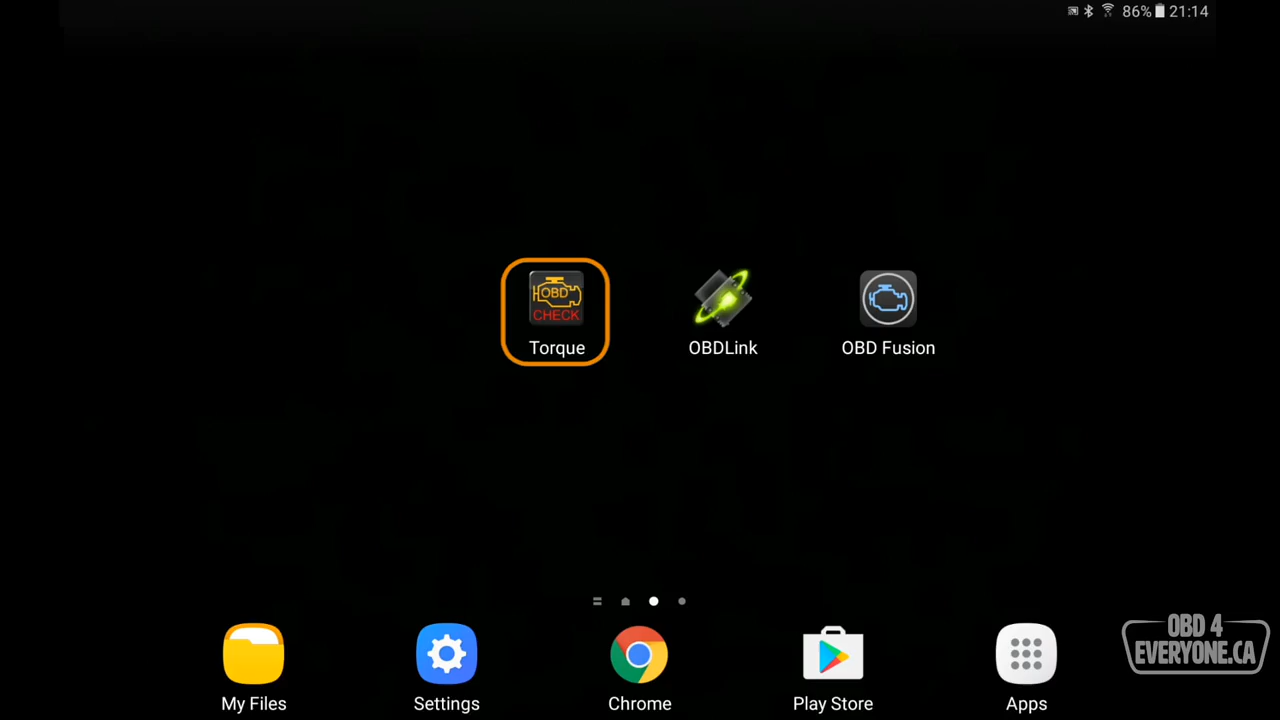 86% 21:14
OBD
CHECK
Torque
OBDLink
OBD Fusion
My Files
Settings
Chrome
Play Store
Apps
OBD 4
EVERYONE.CA